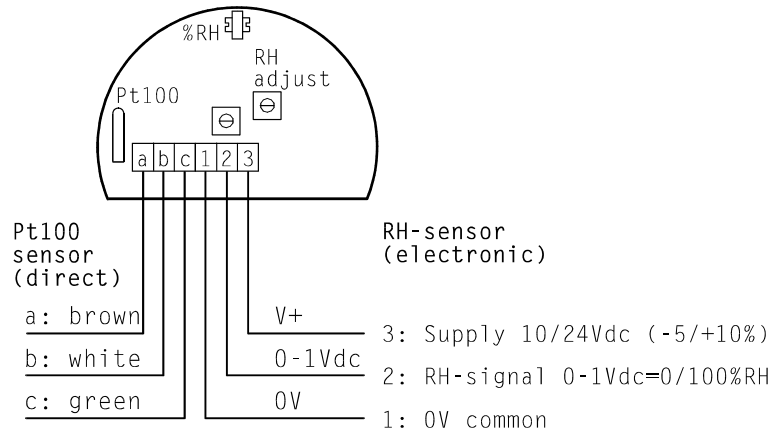 %RH
RH
adjust
Pt100
a b c 1 2 3
Pt100
sensor
(direct)
RH-sensor
(electronic)
a: brown
V+
3: Supply 10/24Vdc (-5/+10%)
b: white
0-1Vdc
2: RH-signal 0-1Vdc=0/100%RH
c: green
0V
1: 0V common